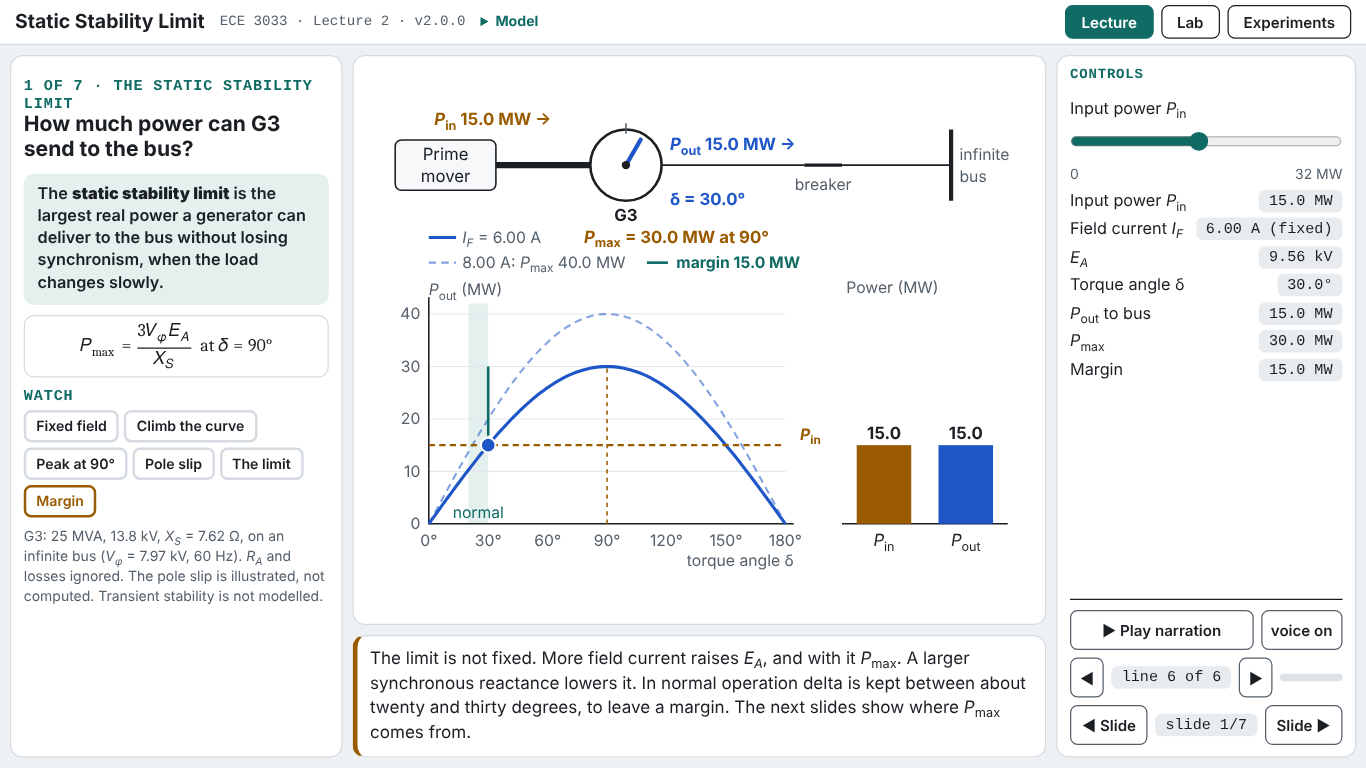 Static Stability Limit
ECE 3033 · Lecture 2 · v2.0.0
▶ Model
Lecture
Lab
Experiments
1 OF 7 · THE STATIC STABILITY
LIMIT
How much power can G3
send to the bus?
The static stability limit is the
largest real power a generator can
deliver to the bus without losing
synchronism, when the load
changes slowly.
Pmax = 3VφEA / XS at δ = 90°
WATCH
Fixed field
Climb the curve
Peak at 90°
Pole slip
The limit
Margin
G3: 25 MVA, 13.8 kV, XS = 7.62 Ω, on an
infinite bus (Vφ = 7.97 kV, 60 Hz). RA and
losses ignored. The pole slip is illustrated, not
computed. Transient stability is not modelled.
Pin 15.0 MW →
Prime
mover
G3
Pout 15.0 MW →
δ = 30.0°
breaker
infinite
bus
IF = 6.00 A
Pmax = 30.0 MW at 90°
8.00 A: Pmax 40.0 MW
margin 15.0 MW
Pout (MW)
40
30
20
10
0
normal
0° 30° 60° 90° 120° 150° 180°
torque angle δ
Pin
Power (MW)
15.0 15.0
Pin Pout
The limit is not fixed. More field current raises EA, and with it Pmax. A larger
synchronous reactance lowers it. In normal operation delta is kept between about
twenty and thirty degrees, to leave a margin. The next slides show where Pmax
comes from.
CONTROLS
Input power Pin
0 32 MW
Input power Pin 15.0 MW
Field current IF 6.00 A (fixed)
EA 9.56 kV
Torque angle δ 30.0°
Pout to bus 15.0 MW
Pmax 30.0 MW
Margin 15.0 MW
▶ Play narration
voice on
◀ line 6 of 6 ▶
◀ Slide
slide 1/7
Slide ▶